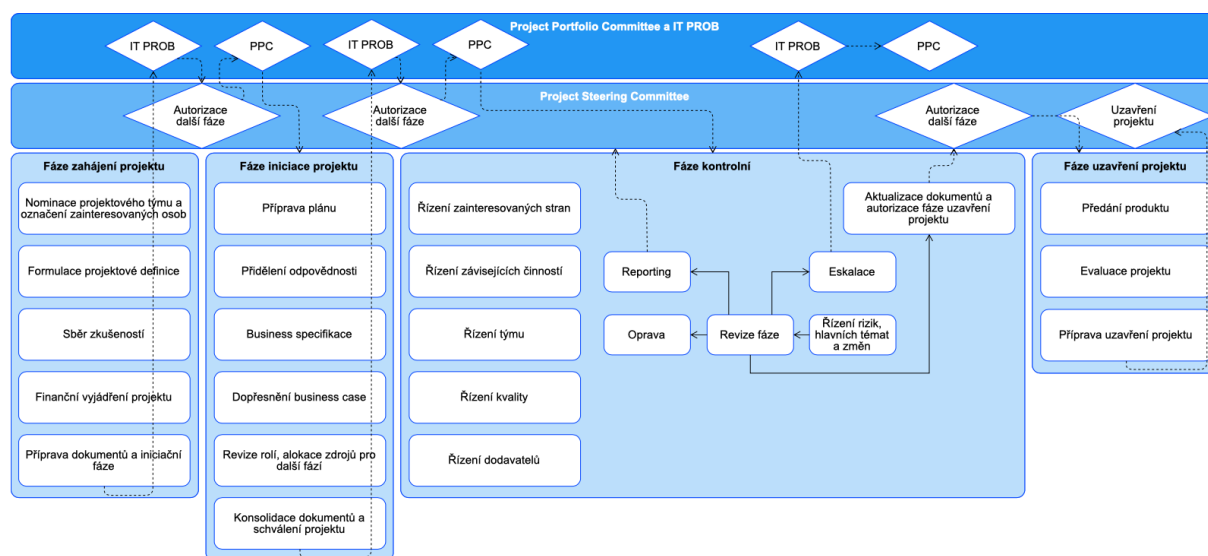 Project Portfolio Committee a IT PROB
IT PROB
PPC
IT PROB
PPC
IT PROB
PPC
Project Steering Committee
Autorizace
další fáze
Autorizace
další fáze
Autorizace
další fáze
Uzavření
projektu
Fáze zahájení projektu
Nominace projektového týmu a
označení zainteresovaných osob
Formulace projektové definice
Sběr zkušeností
Finanční vyjádření projektu
Příprava dokumentů a iniciační
fáze
Fáze iniciace projektu
Příprava plánu
Přidělení odpovědnosti
Business specifikace
Dopřesnění business case
Revize rolí, alokace zdrojů pro
další fází
Konsolidace dokumentů a
schválení projektu
Fáze kontrolní
Řízení zainteresovaných stran
Řízení závisejících činností
Řízení týmu
Řízení kvality
Řízení dodavatelů
Reporting
Oprava
Revize fáze
Eskalace
Řízení rizik,
hlavních témat
a změn
Aktualizace dokumentů a
autorizace fáze uzavření
projektu
Fáze uzavření projektu
Předání produktu
Evaluace projektu
Příprava uzavření projektu